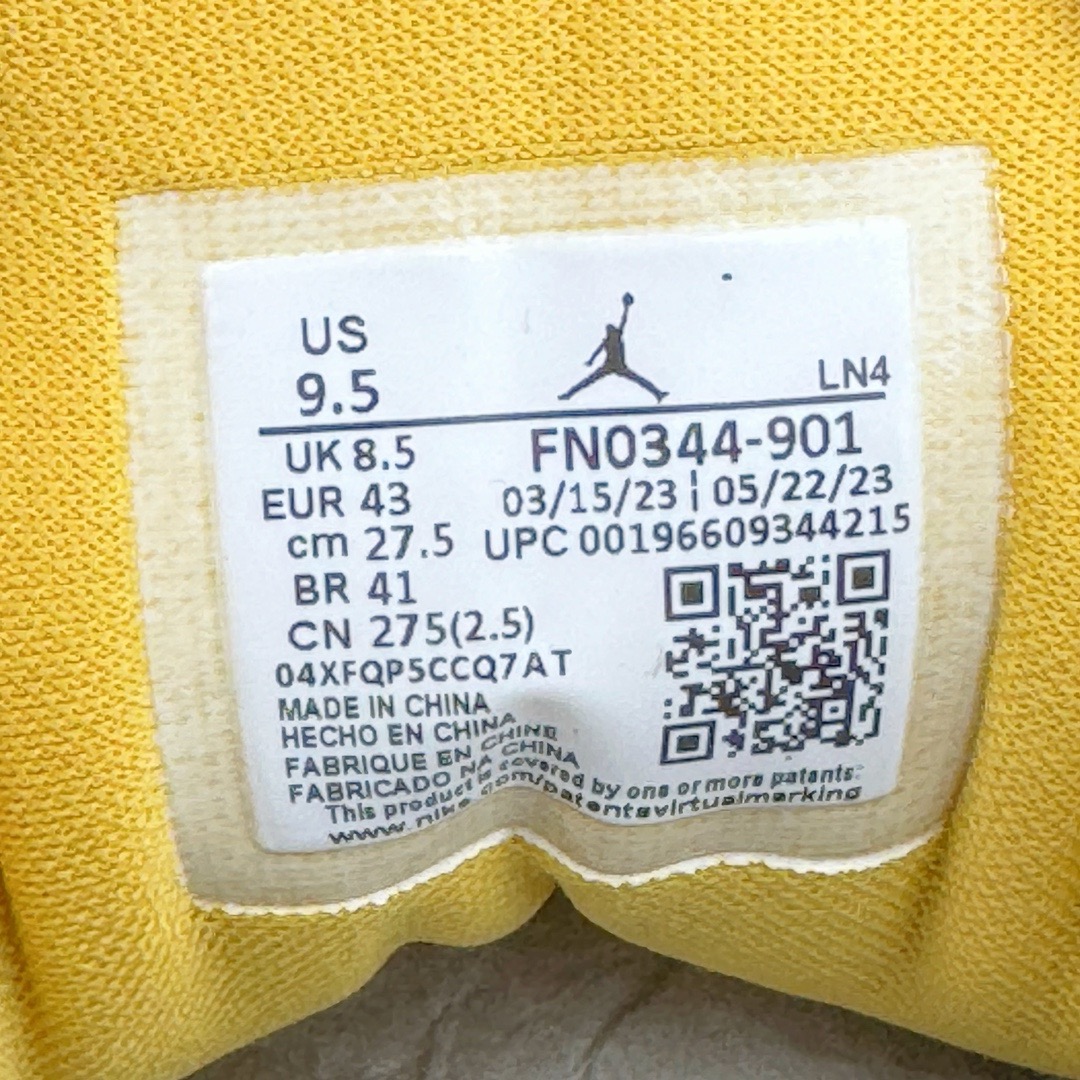 US
9.5
LN4
UK 8.5
FN0344-901
EUR 43
03/15/23 ¦ 05/22/23
cm 27.5
UPC 001966609344215
BR 41
CN 275(2.5)
04XFQP5CCQ7AT
MADE IN CHINA
HECHO EN CHINA
FABRIQUE EN CHINE
FABRICADO NA CHINA
This product is covered by one or more patents:
www.nike.com/patentsvirtualmarking